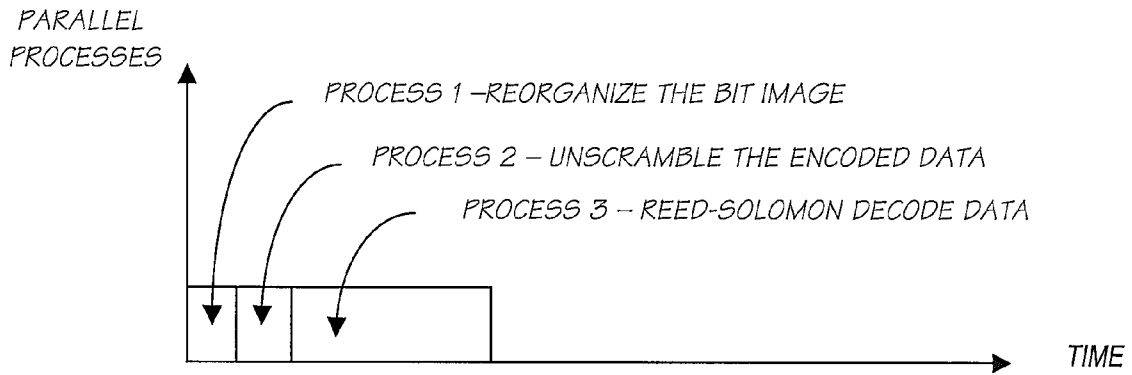 PARALLEL
PROCESSES
PROCESS 1 –REORGANIZE THE BIT IMAGE
PROCESS 2 – UNSCRAMBLE THE ENCODED DATA
PROCESS 3 – REED-SOLOMON DECODE DATA
TIME